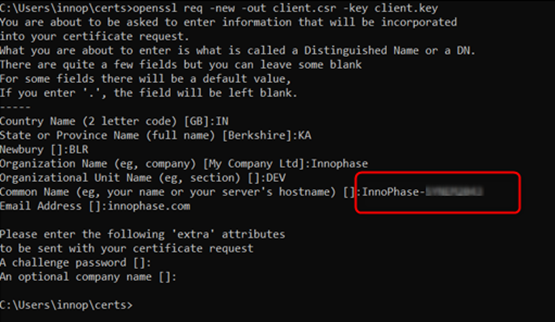 C:\Users\innop\certs>openssl req -new -out client.csr -key client.key
You are about to be asked to enter information that will be incorporated
into your certificate request.
What you are about to enter is what is called a Distinguished Name or a DN.
There are quite a few fields but you can leave some blank
For some fields there will be a default value,
If you enter '.', the field will be left blank.
-----
Country Name (2 letter code) [GB]:IN
State or Province Name (full name) [Berkshire]:KA
Newbury []:BLR
Organization Name (eg, company) [My Company Ltd]:Innophase
Organizational Unit Name (eg, section) []:DEV
Common Name (eg, your name or your server's hostname) []:InnoPhase-
Email Address []:innophase.com
Please enter the following 'extra' attributes
to be sent with your certificate request
A challenge password []:
An optional company name []:
C:\Users\innop\certs>